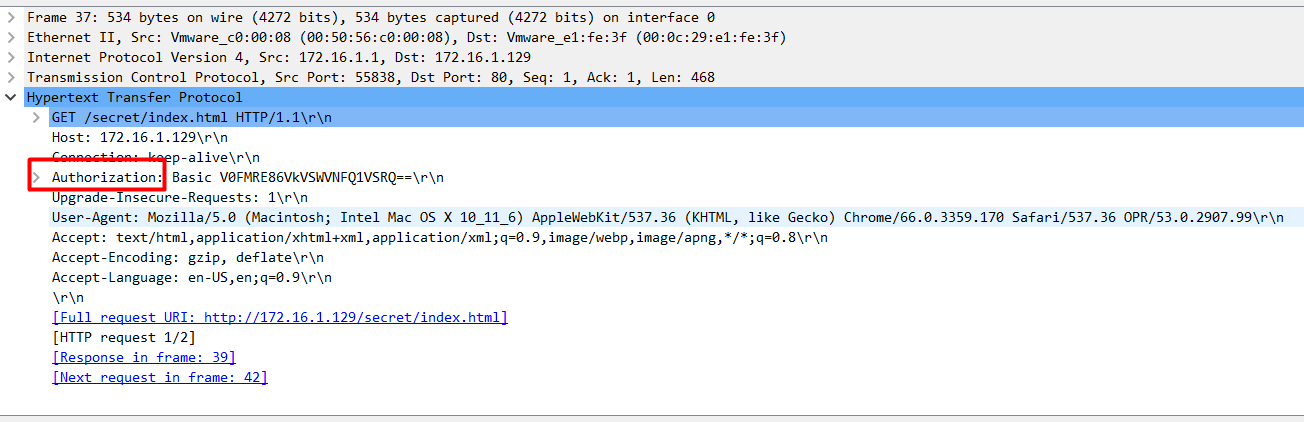 Frame 37: 534 bytes on wire (4272 bits), 534 bytes captured (4272 bits) on interface 0
Ethernet II, Src: Vmware_c0:00:08 (00:50:56:c0:00:08), Dst: Vmware_e1:fe:3f (00:0c:29:e1:fe:3f)
Internet Protocol Version 4, Src: 172.16.1.1, Dst: 172.16.1.129
Transmission Control Protocol, Src Port: 55838, Dst Port: 80, Seq: 1, Ack: 1, Len: 468
Hypertext Transfer Protocol
GET /secret/index.html HTTP/1.1\r\n
Host: 172.16.1.129\r\n
Connection: keep-alive\r\n
Authorization: Basic V0FMRE86VkVSWVNFQ1VSRQ==\r\n
Upgrade-Insecure-Requests: 1\r\n
User-Agent: Mozilla/5.0 (Macintosh; Intel Mac OS X 10_11_6) AppleWebKit/537.36 (KHTML, like Gecko) Chrome/66.0.3359.170 Safari/537.36 OPR/53.0.2907.99\r\n
Accept: text/html,application/xhtml+xml,application/xml;q=0.9,image/webp,image/apng,*/*;q=0.8\r\n
Accept-Encoding: gzip, deflate\r\n
Accept-Language: en-US,en;q=0.9\r\n
\r\n
[Full request URI: http://172.16.1.129/secret/index.html]
[HTTP request 1/2]
[Response in frame: 39]
[Next request in frame: 42]